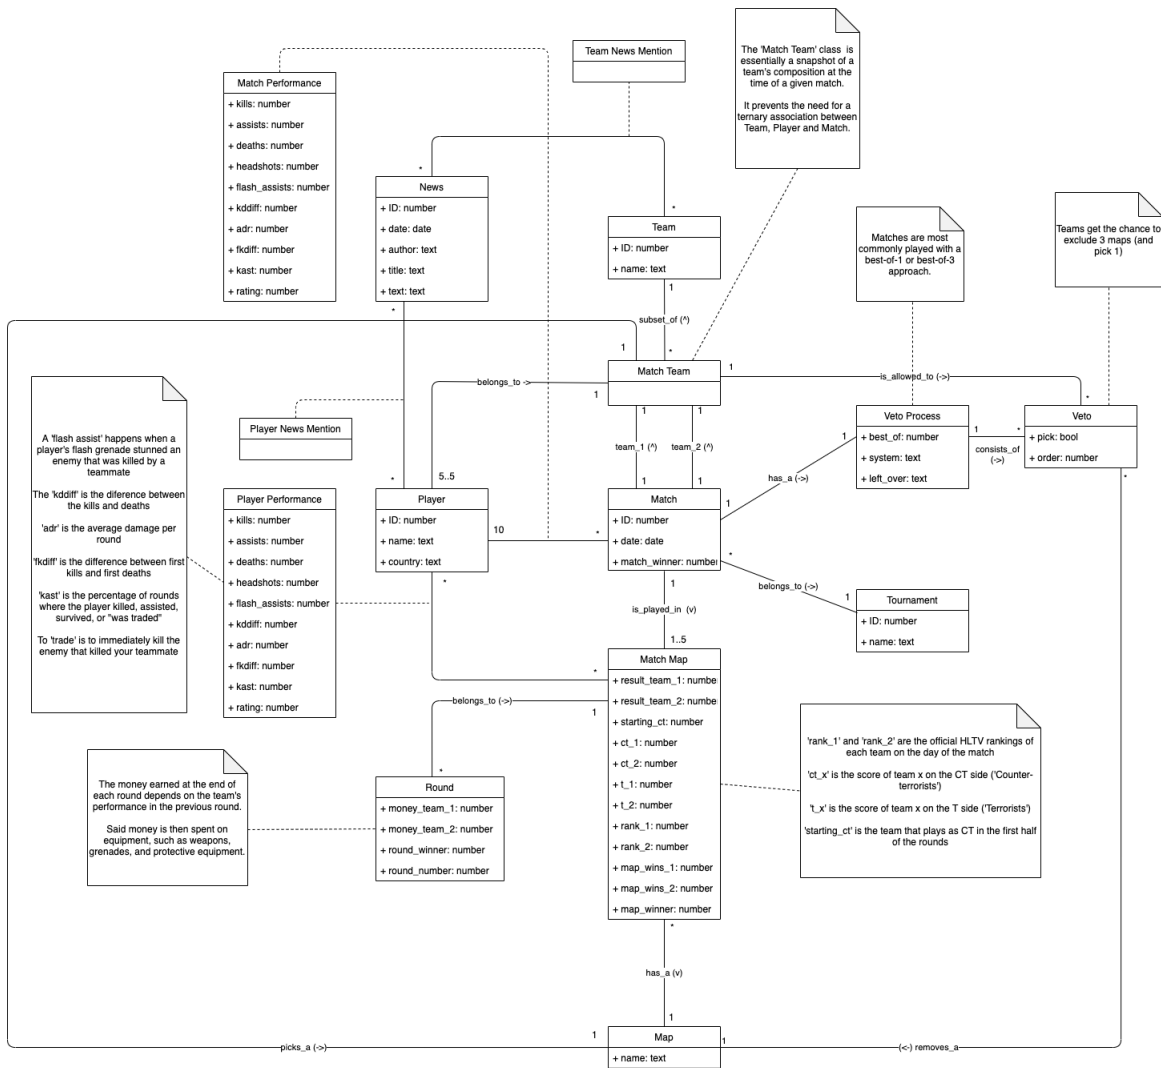 Team News Mention
The 'Match Team' class is
essentially a snapshot of a
team's composition at the
time of a given match.
It prevents the need for a
ternary association between
Team, Player and Match.
Match Performance
+ kills: number
+ assists: number
+ deaths: number
+ headshots: number
+ flash_assists: number
+ kddiff: number
+ adr: number
+ fkdiff: number
+ kast: number
+ rating: number
*
News
+ ID: number
+ date: date
+ author: text
+ title: text
+ text: text
*
*
Team
+ ID: number
+ name: text
1
subset_of (^)
*
Matches are most
commonly played with a
best-of-1 or best-of-3
approach.
Teams get the chance to
exclude 3 maps (and
pick 1)
1
Match Team
1
is_allowed_to (->)
*
belongs_to ->
1
1
1
team_1 (^)
team_2 (^)
1
1
Player News Mention
A 'flash assist' happens when a
player's flash grenade stunned an
enemy that was killed by a
teammate
The 'kddiff' is the diference between
the kills and deaths
'adr' is the average damage per
round
'fkdiff' is the difference between first
kills and first deaths
'kast' is the percentage of rounds
where the player killed, assisted,
survived, or "was traded"
To 'trade' is to immediately kill the
enemy that killed your teammate
Veto Process
+ best_of: number
+ system: text
+ left_over: text
1
1
consists_of
(->)
*
Veto
+ pick: bool
+ order: number
*
has_a (->)
1
*
5..5
Player Performance
+ kills: number
+ assists: number
+ deaths: number
+ headshots: number
+ flash_assists: number
+ kddiff: number
+ adr: number
+ fkdiff: number
+ kast: number
+ rating: number
Player
+ ID: number
+ name: text
+ country: text
*
10
*
Match
+ ID: number
+ date: date
+ match_winner: number
*
belongs_to (->)
1
Tournament
+ ID: number
+ name: text
1
is_played_in (v)
1..5
*
Match Map
+ result_team_1: numbe
+ result_team_2: numbe
+ starting_ct: number
+ ct_1: number
+ ct_2: number
+ t_1: number
+ t_2: number
+ rank_1: number
+ rank_2: number
+ map_wins_1: number
+ map_wins_2: number
+ map_winner: number
belongs_to (->)
1
*
Round
+ money_team_1: number
+ money_team_2: number
+ round_winner: number
+ round_number: number
The money earned at the end of
each round depends on the team's
performance in the previous round.
Said money is then spent on
equipment, such as weapons,
grenades, and protective equipment.
'rank_1' and 'rank_2' are the official HLTV rankings of
each team on the day of the match
'ct_x' is the score of team x on the CT side ('Counter-
terrorists')
't_x' is the score of team x on the T side ('Terrorists')
'starting_ct' is the team that plays as CT in the first half
of the rounds
*
has_a (v)
1
picks_a (->)
1
Map
+ name: text
1
(<-) removes_a